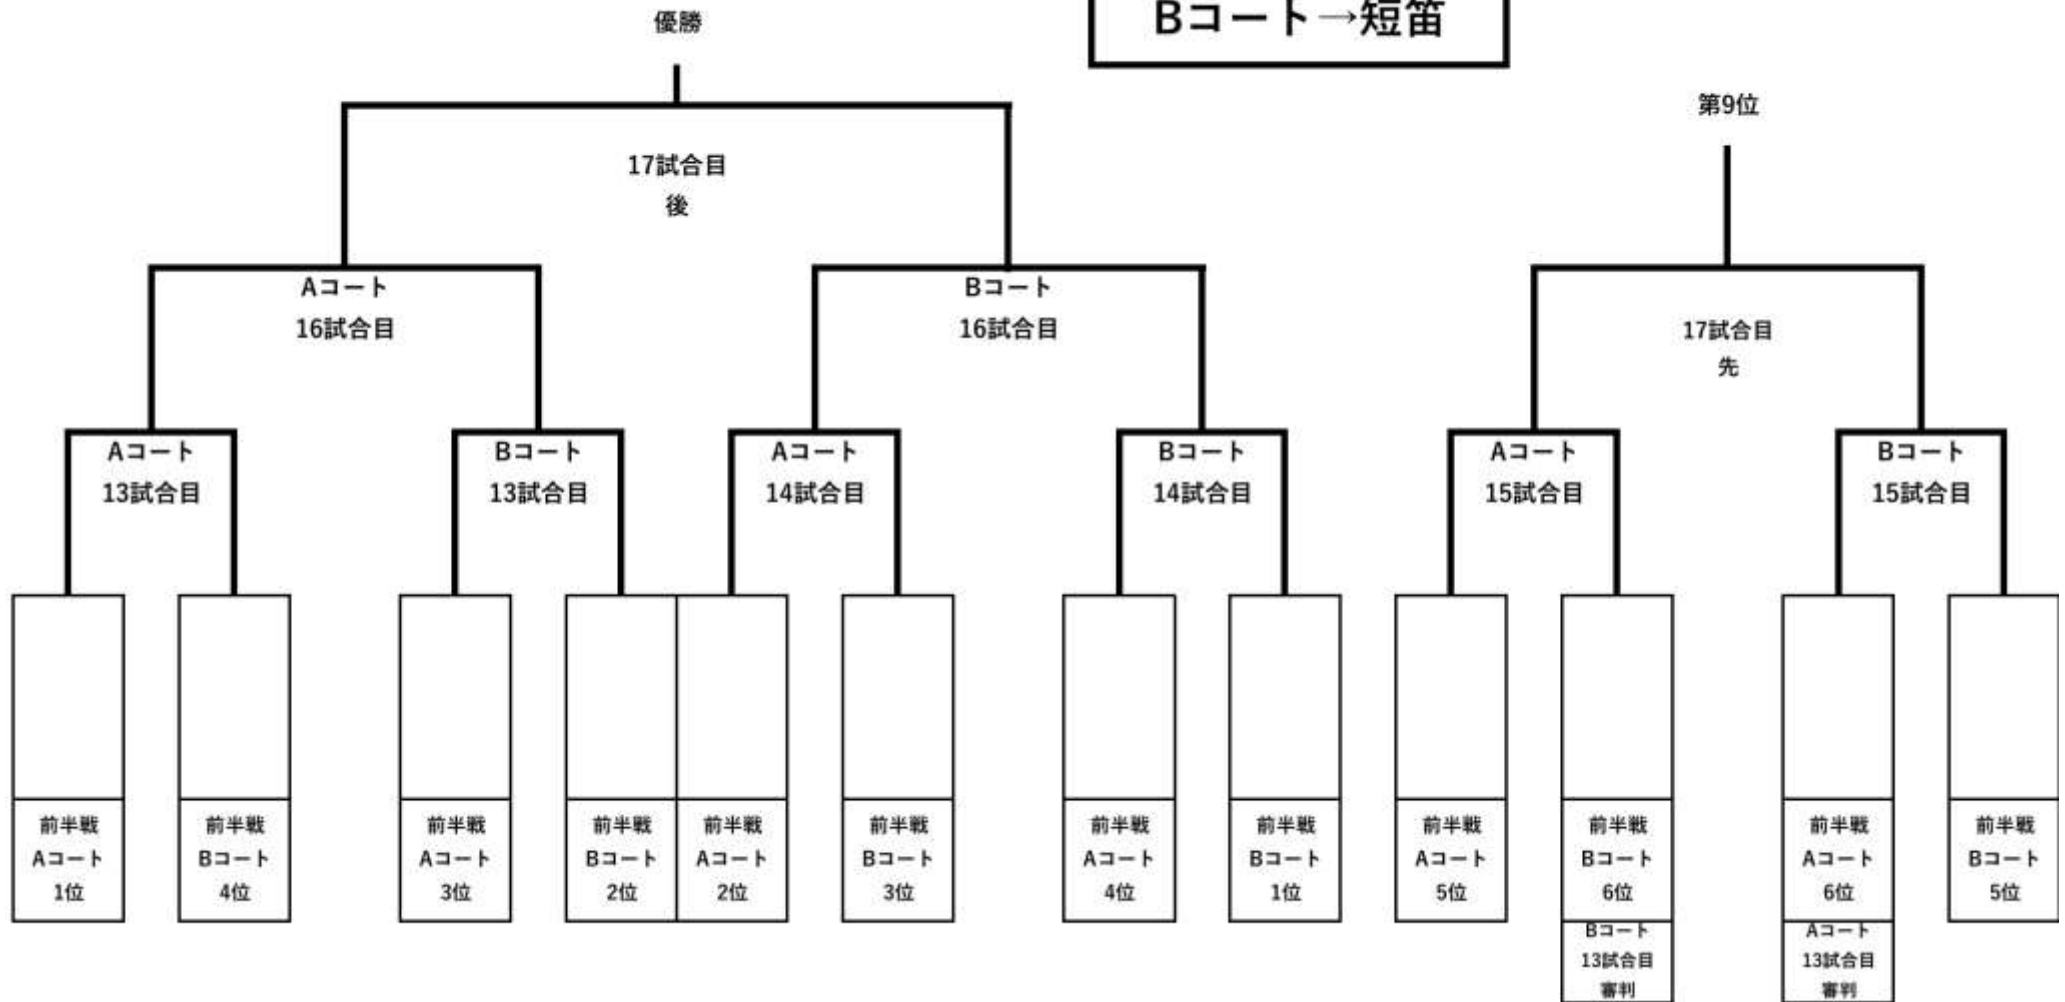 優勝
Bコート→短笛
第9位
17試合目
後
Aコート
16試合目
Bコート
16試合目
17試合目
先
Aコート
13試合目
Bコート
13試合目
Aコート
14試合目
Bコート
14試合目
Aコート
15試合目
Bコート
15試合目
前半戦
Aコート
1位
前半戦
Bコート
4位
前半戦
Aコート
3位
前半戦
Bコート
2位
前半戦
Aコート
2位
前半戦
Bコート
3位
前半戦
Aコート
4位
前半戦
Bコート
1位
前半戦
Aコート
5位
前半戦
Bコート
6位
前半戦
Aコート
6位
前半戦
Bコート
5位
Bコート
13試合目
審判
Aコート
13試合目
審判